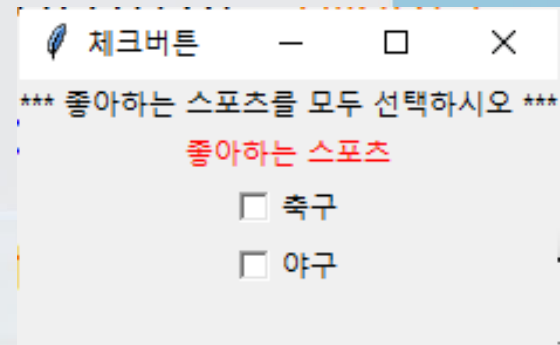 체크버튼
*** 좋아하는 스포츠를 모두 선택하시오 ***
좋아하는 스포츠
축구
야구